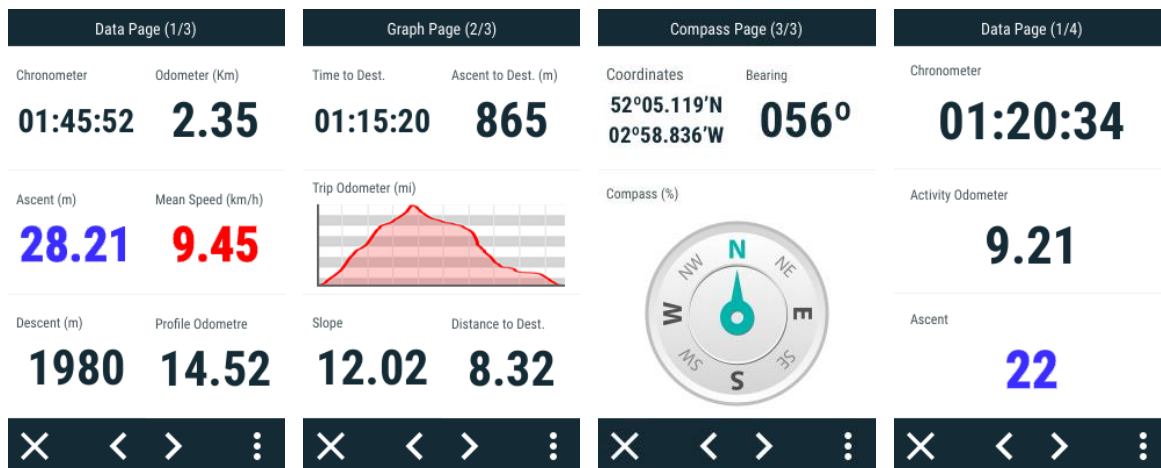 Data Page (1/3)
Chronometer Odometer (Km)
01:45:52 2.35
Ascent (m) Mean Speed (km/h)
28.21 9.45
Descent (m) Profile Odometre
1980 14.52
Graph Page (2/3)
Time to Dest. Ascent to Dest. (m)
01:15:20 865
Trip Odometer (mi)
Slope Distance to Dest.
12.02 8.32
Compass Page (3/3)
Coordinates Bearing
52º05.119’N 056º
02º58.836’W
Compass (%)
N
NW NE
W E
SW SE
S
Data Page (1/4)
Chronometer
01:20:34
Activity Odometer
9.21
Ascent
22